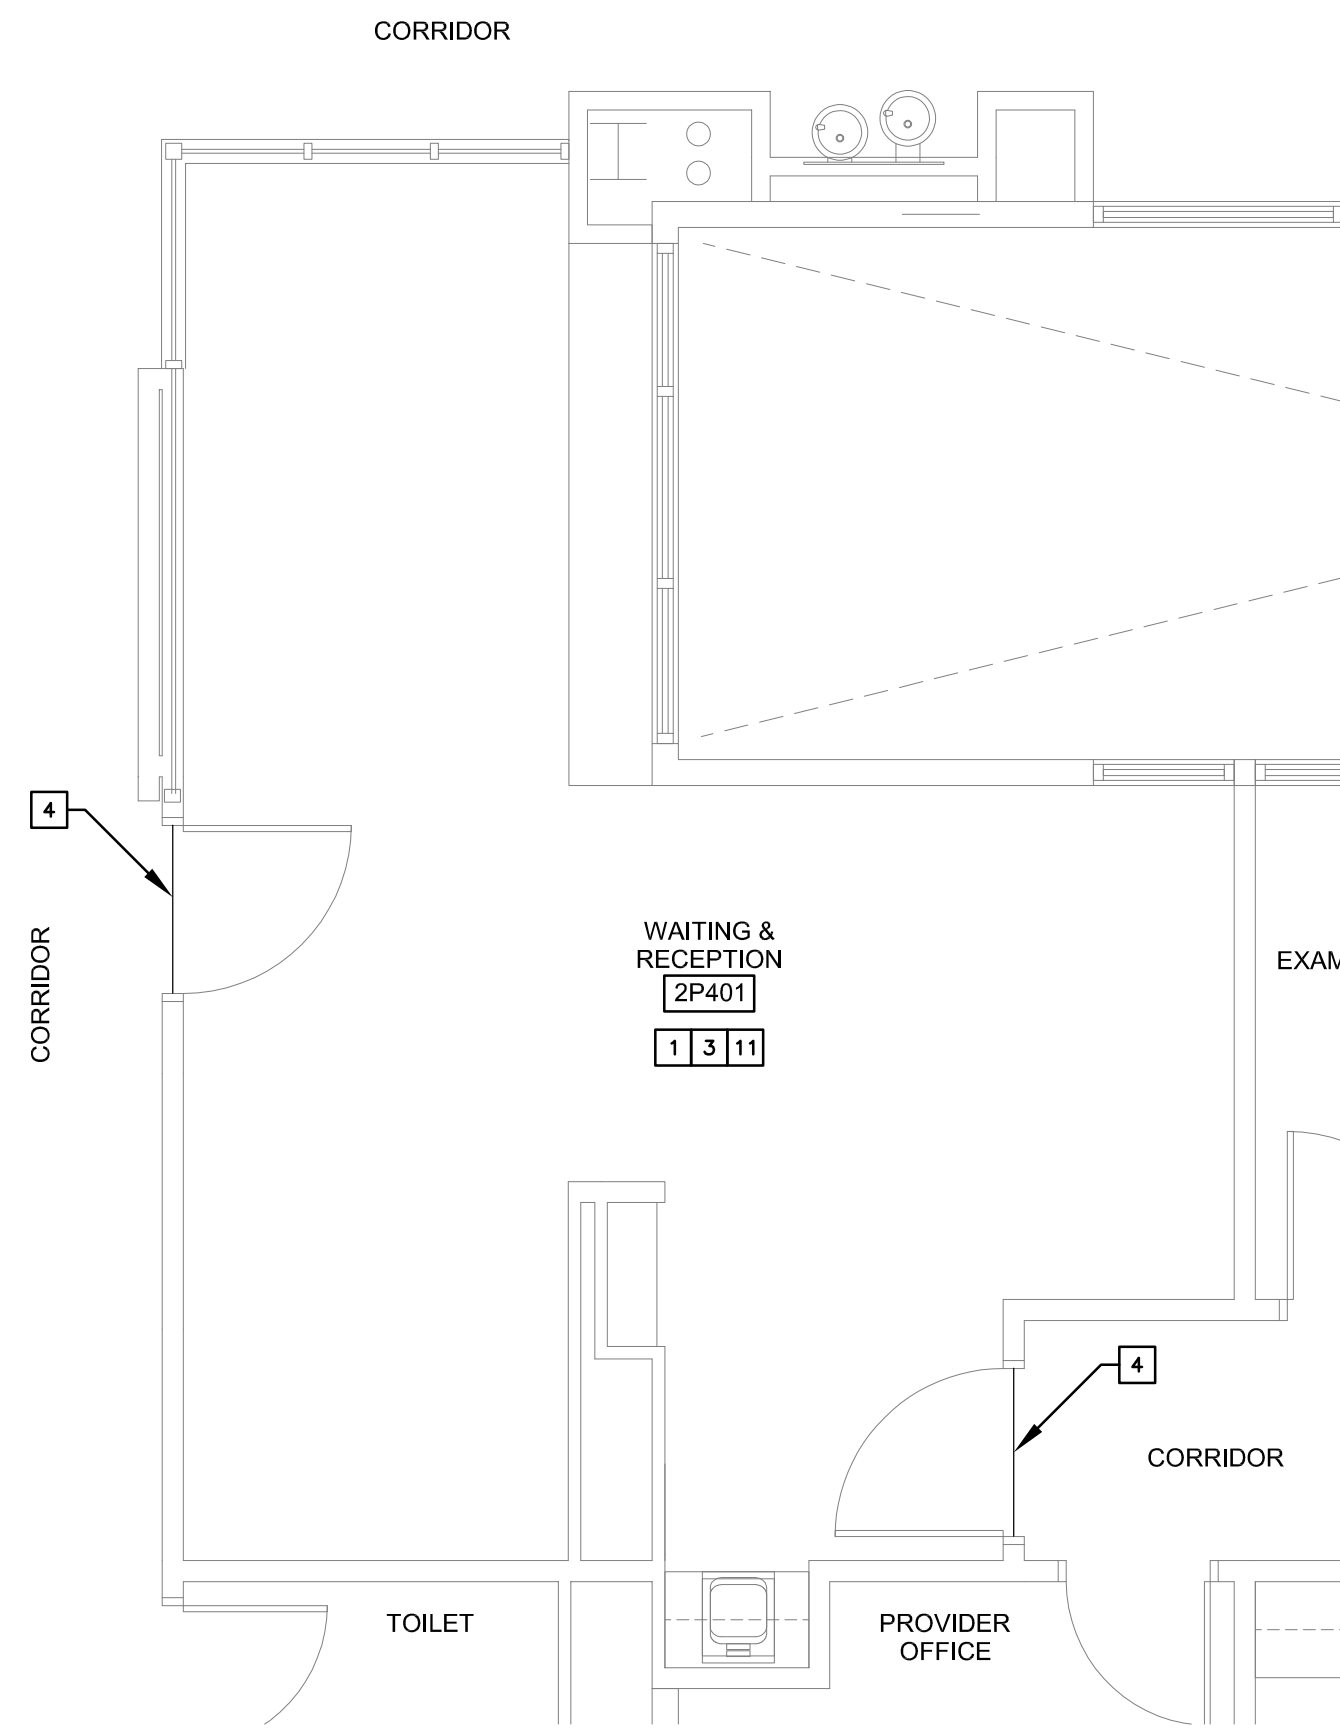 CORRIDOR
4
CORRIDOR
WAITING &
RECEPTION
2P401
1 3 11
EXAM
4
CORRIDOR
TOILET
PROVIDER
OFFICE